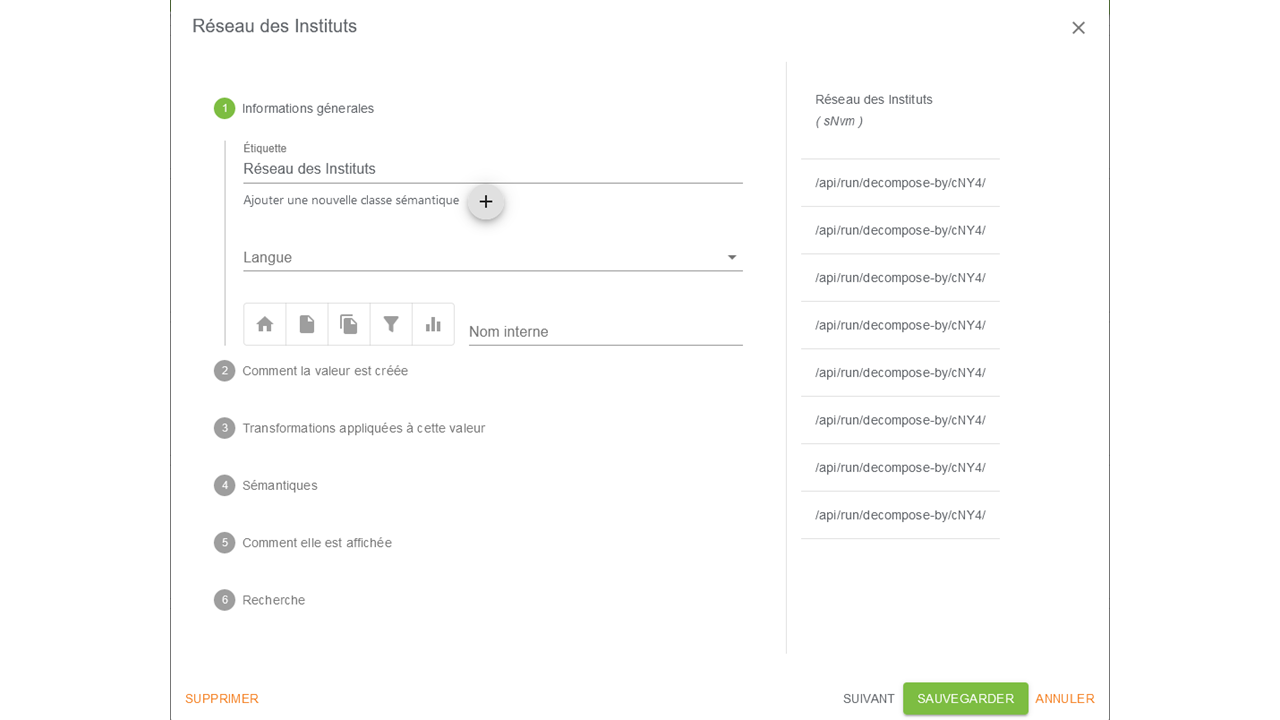 Réseau des Instituts
1 Informations génerales
Étiquette
Réseau des Instituts
Ajouter une nouvelle classe sémantique
Langue
Nom interne
2 Comment la valeur est créée
3 Transformations appliquées à cette valeur
4 Sémantiques
5 Comment elle est affichée
6 Recherche
Réseau des Instituts
( sNvm )
/api/run/decompose-by/cNY4/
/api/run/decompose-by/cNY4/
/api/run/decompose-by/cNY4/
/api/run/decompose-by/cNY4/
/api/run/decompose-by/cNY4/
/api/run/decompose-by/cNY4/
/api/run/decompose-by/cNY4/
/api/run/decompose-by/cNY4/
SUPPRIMER
SUIVANT
SAUVEGARDER
ANNULER